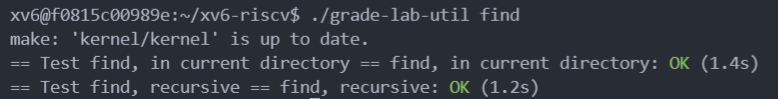 xv6@f0815c00989e:~/xv6-riscv$ ./grade-lab-util find
make: 'kernel/kernel' is up to date.
== Test find, in current directory == find, in current directory: OK (1.4s)
== Test find, recursive == find, recursive: OK (1.2s)